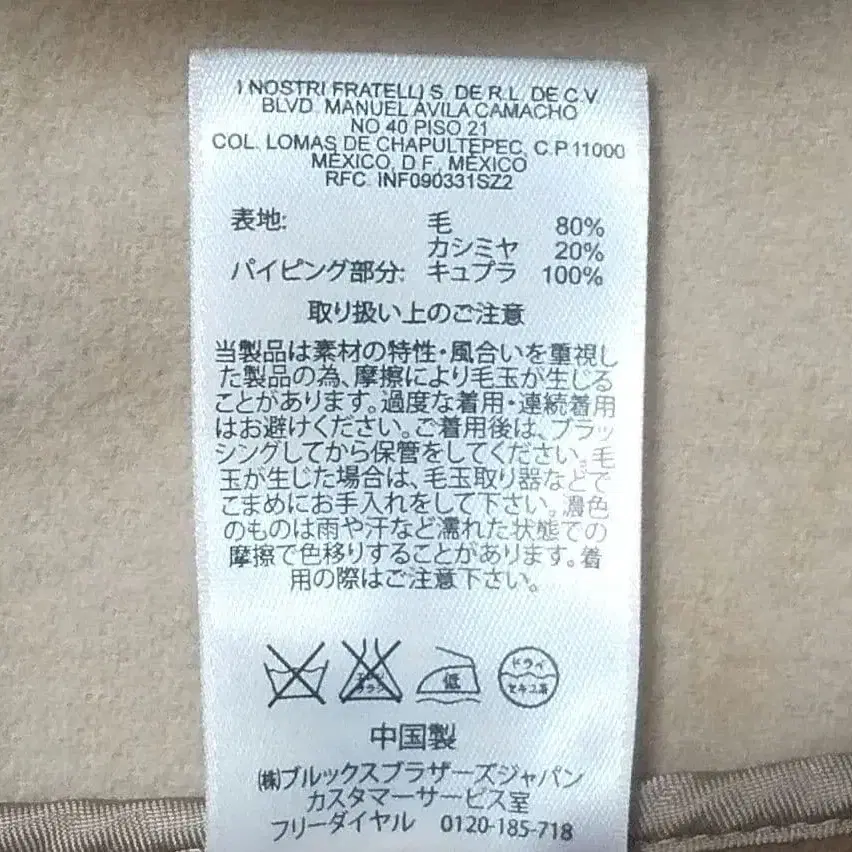 I NOSTRI FRATELLI S. DE R.L. DE C.V.
BLVD. MANUEL ÁVILA CAMACHO
NO 40 PISO 21
COL. LOMAS DE CHAPULTEPEC, C.P.11000
MÉXICO, D.F., MÉXICO
RFC: INF090331SZ2
表地: 毛 80%
カシミヤ 20%
パイピング部分: キュプラ 100%
取り扱い上のご注意
当製品は素材の特性・風合いを重視し
た製品の為、摩擦により毛玉が生じる
ことがあります。過度な着用・連続着用
はお避けください。ご着用後は、ブラッ
シングしてから保管をしてください。毛
玉が生じた場合は、毛玉取り器などで
こまめにお手入れをして下さい。濃色
のものは雨や汗など濡れた状態での
摩擦で色移りすることがあります。着
用の際はご注意下さい。
エンソ
サラシ
低
ドライ
セキユ系
中国製
(株)ブルックスブラザーズジャパン
カスタマーサービス室
フリーダイヤル 0120-185-718